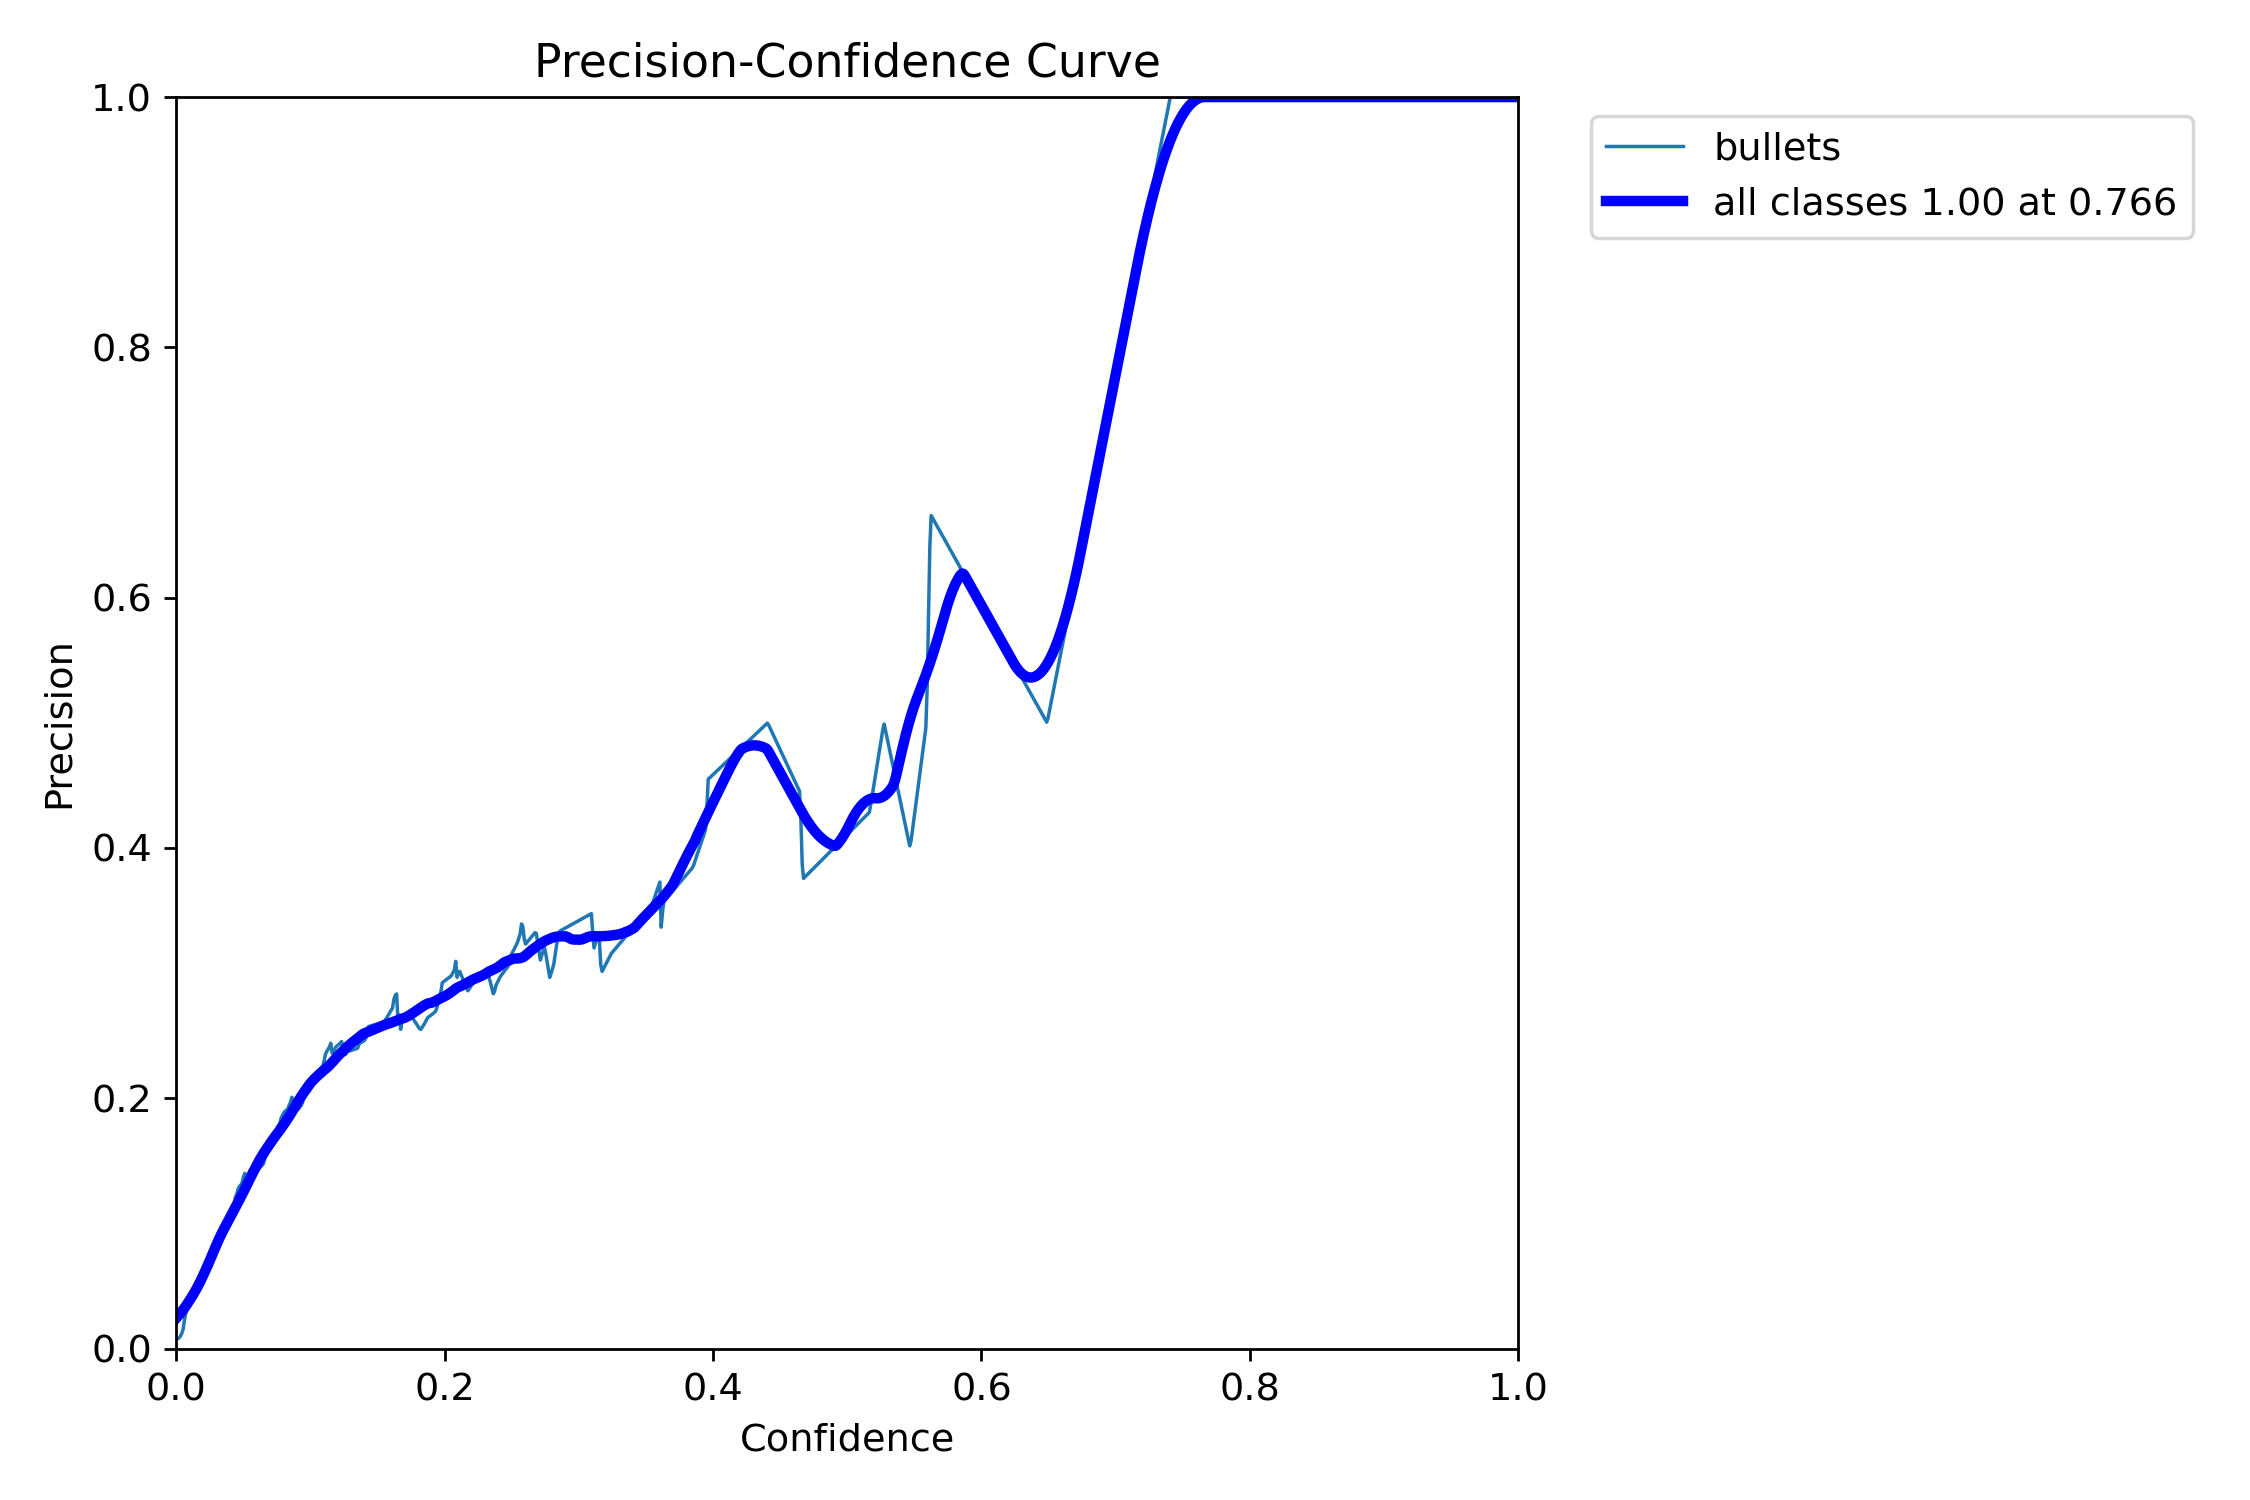 Precision-Confidence Curve
1.0
0.8
0.6
0.4
0.2
0.0
Precision
0.0 0.2 0.4 0.6 0.8 1.0
Confidence
bullets
all classes 1.00 at 0.766